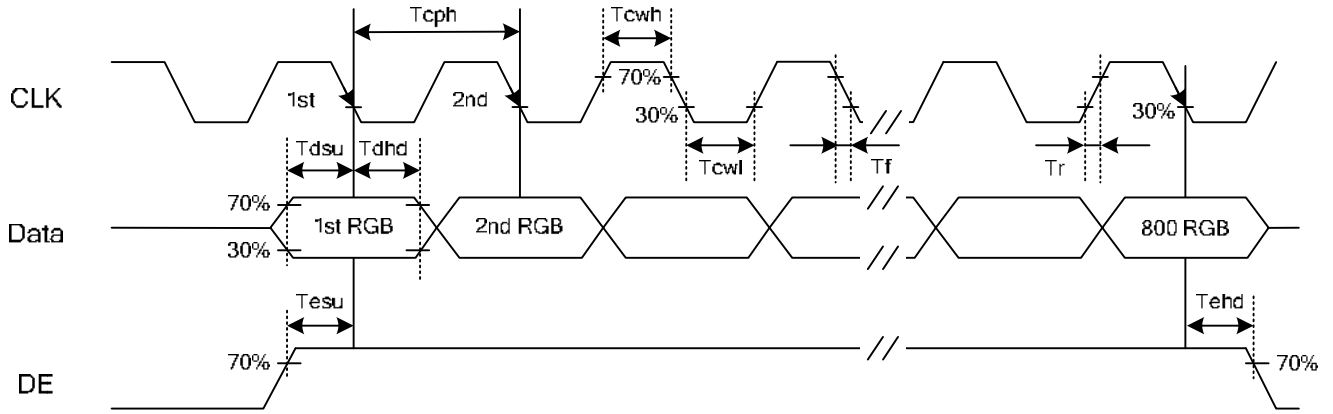 Tcph
Tcwh
CLK
1st
2nd
70%
30%
30%
Tdsu
Tdhd
Tcwl
Tf
Tr
Data
70%
30%
1st RGB
2nd RGB
800 RGB
Tesu
Tehd
DE
70%
70%